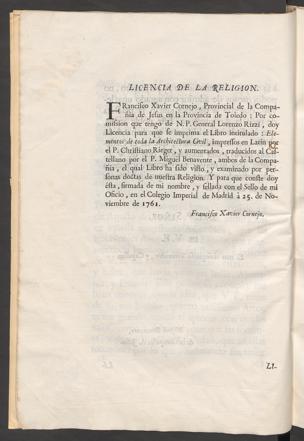 LICENCIA DE LA RELIGION.
FRancisco Xavier Cornejo, Provincial de la Compa-
ñia de Jesus en la Provincia de Toledo: Por co-
mision que tengo de N. P. General Lorenzo Rizzi, doy
Licencia para que se imprima el Libro intitulado: Ele-
mentos de toda la Architectura Civil, impressos en Latin por
el P. Christiano Rieger, y aumentados, traducidos al Cas-
tellano por el P. Miguel Benavente, ambos de la Compa-
ñia, el qual Libro ha sido visto, y examinado por per-
sonas doctas de nuestra Religion. Y para que conste doy
ésta, firmada de mi nombre, y sellada con el Sello de mi
Oficio, en el Colegio Imperial de Madrid à 25. de No-
viembre de 1761.
Francisco Xavier Cornejo.
LI-